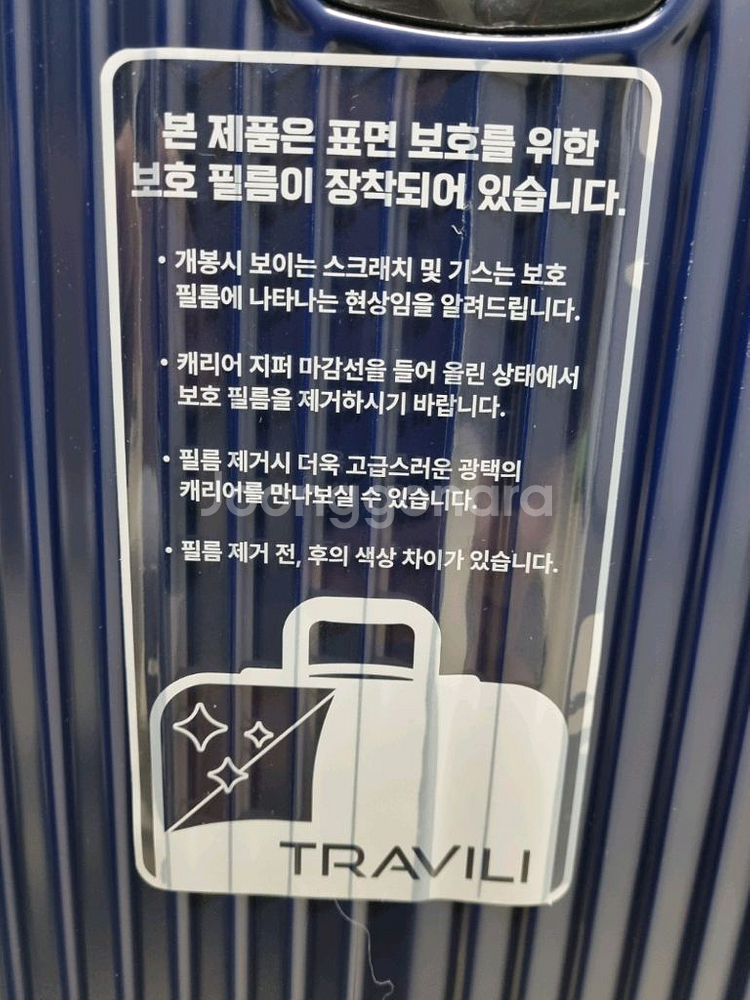 본 제품은 표면 보호를 위한
보호 필름이 장착되어 있습니다.
• 개봉시 보이는 스크래치 및 기스는 보호
필름에 나타나는 현상임을 알려드립니다.
• 캐리어 지퍼 마감선을 들어 올린 상태에서
보호 필름을 제거하시기 바랍니다.
• 필름 제거시 더욱 고급스러운 광택의
캐리어를 만나보실 수 있습니다.
• 필름 제거 전, 후의 색상 차이가 있습니다.
TRAVILI